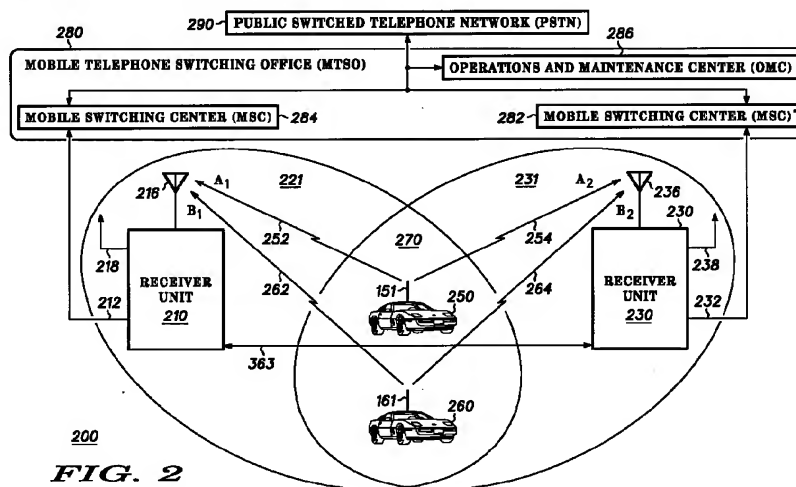 290
PUBLIC SWITCHED TELEPHONE NETWORK (PSTN)
280
286
MOBILE TELEPHONE SWITCHING OFFICE (MTSO)
OPERATIONS AND MAINTENANCE CENTER (OMC)
MOBILE SWITCHING CENTER (MSC)
284
282
MOBILE SWITCHING CENTER (MSC)
216
A1
221
231
A2
236
B1
B2
252
270
254
230
218
262
264
238
RECEIVER
UNIT
210
151
250
RECEIVER
UNIT
230
212
232
363
161
260
200
FIG. 2